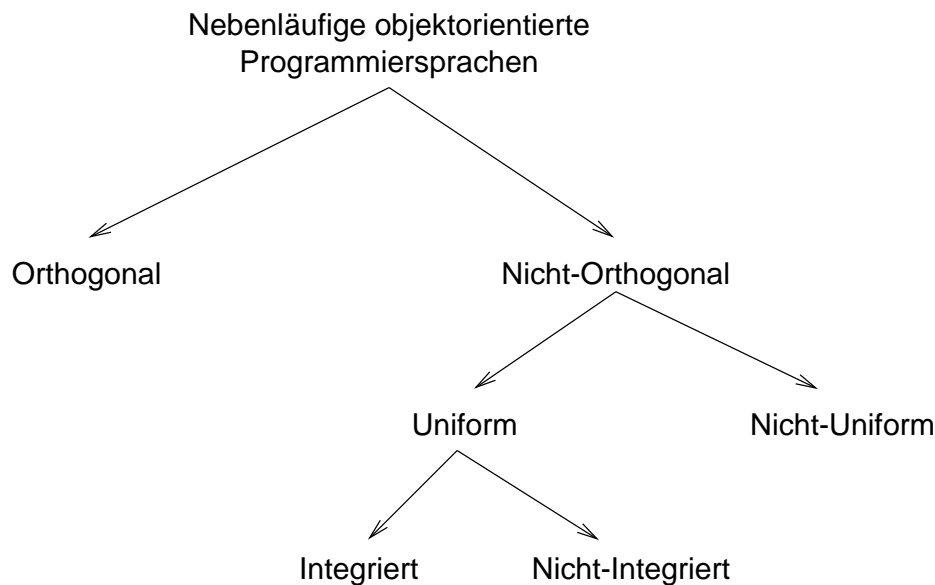 Nebenläufige objektorientierte
Programmiersprachen
Orthogonal
Nicht-Orthogonal
Uniform
Nicht-Uniform
Integriert
Nicht-Integriert